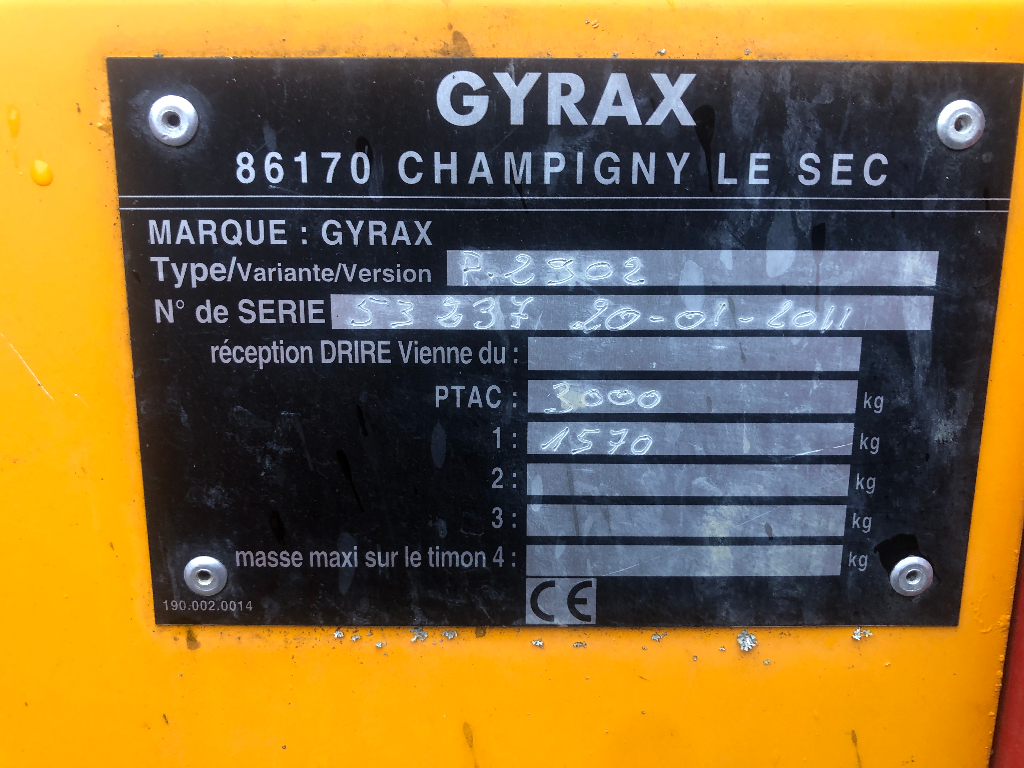 GYRAX
86170 CHAMPIGNY LE SEC
MARQUE : GYRAX
Type/Variante/Version P.2302
N° de SERIE 53 237 20-01-2011
réception DRIRE Vienne du :
PTAC : 3000 kg
1 : 1570 kg
2 : kg
3 : kg
masse maxi sur le timon 4 : kg
190.002.0014 CE